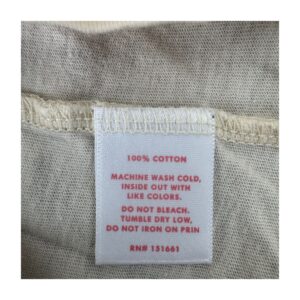 100% COTTON
MACHINE WASH COLD,
INSIDE OUT WITH
LIKE COLORS.
DO NOT BLEACH.
TUMBLE DRY LOW,
DO NOT IRON ON PRIN
RN# 151661